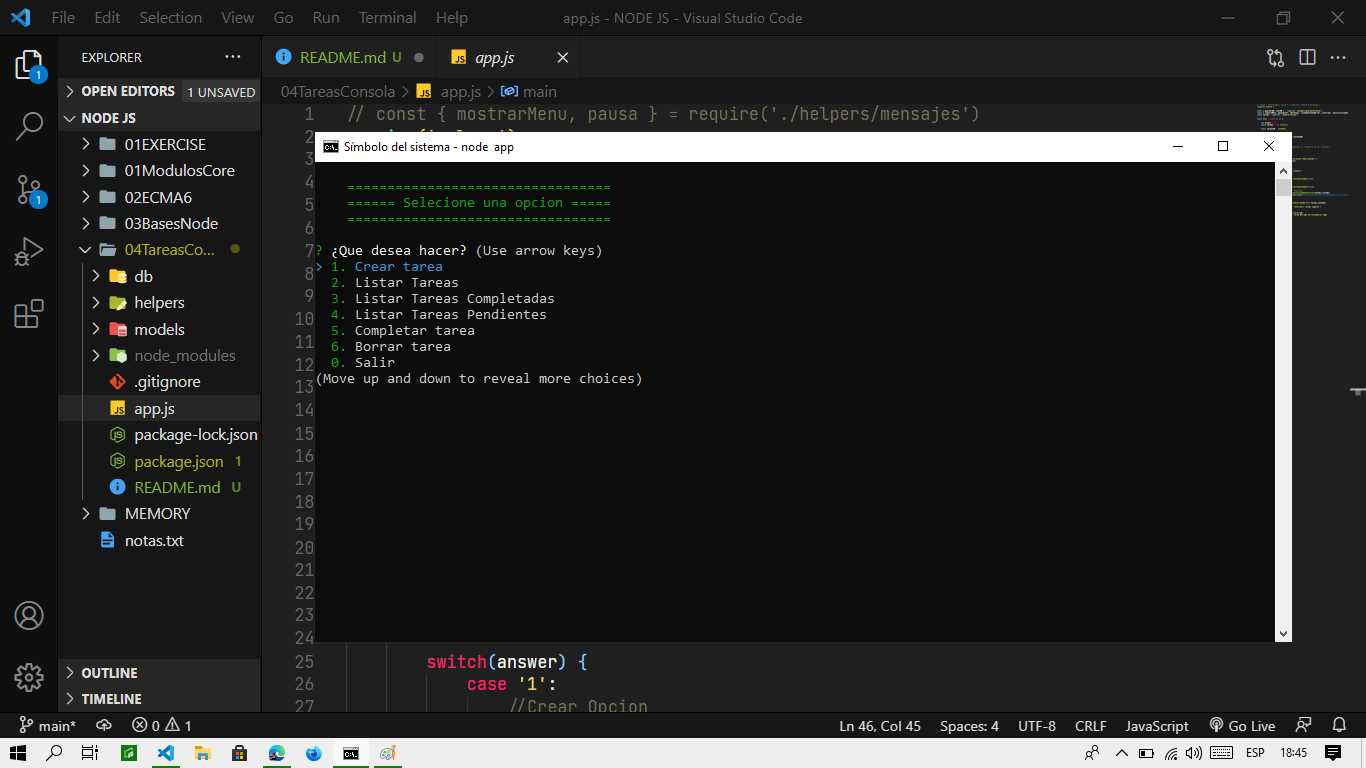 File Edit Selection View Go Run Terminal Help app.js - NODE JS - Visual Studio Code
EXPLORER
OPEN EDITORS 1 UNSAVED
NODE JS
01EXERCISE
01ModulosCore
02ECMA6
03BasesNode
04TareasCo...
db
helpers
models
node_modules
.gitignore
app.js
package-lock.json
package.json 1
README.md U
MEMORY
notas.txt
OUTLINE
TIMELINE
README.md U
app.js
04TareasConsola > app.js > main
1 // const { mostrarMenu, pausa } = require('./helpers/mensajes')
2
Símbolo del sistema - node app
=================================
====== Selecione una opcion =====
=================================
? ¿Que desea hacer? (Use arrow keys)
> 1. Crear tarea
2. Listar Tareas
3. Listar Tareas Completadas
4. Listar Tareas Pendientes
5. Completar tarea
6. Borrar tarea
0. Salir
(Move up and down to reveal more choices)
4
5
6
7
8
9
10
11
12
13
14
15
16
17
18
19
20
21
22
23
24
25 switch(answer) {
26 case '1':
27 //Crear Opcion
main* 0 1 Ln 46, Col 45 Spaces: 4 UTF-8 CRLF JavaScript Go Live
ESP 18:45